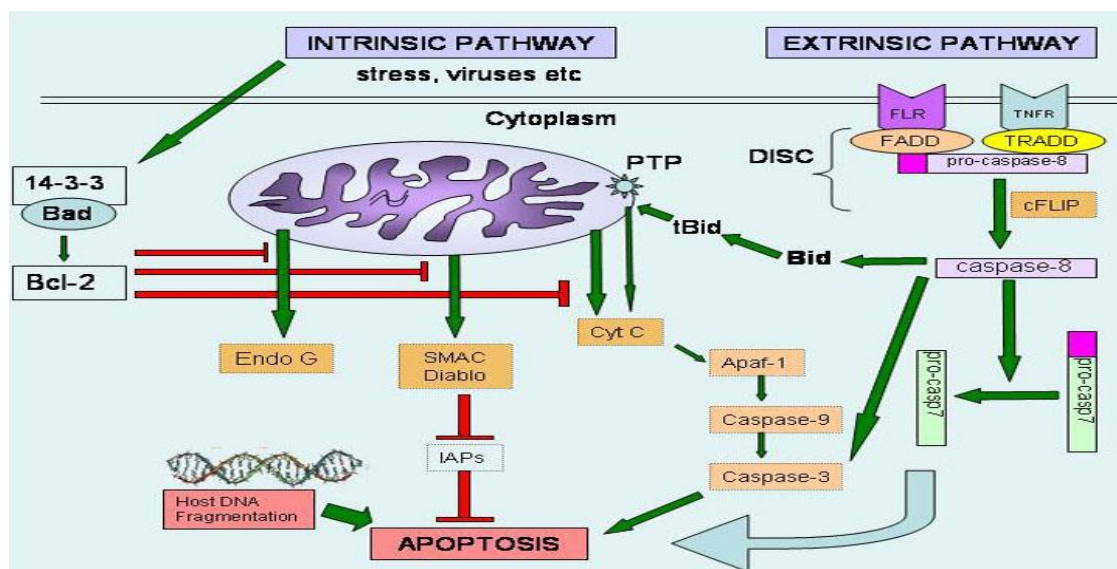 INTRINSIC PATHWAY
stress, viruses etc
EXTRINSIC PATHWAY
Cytoplasm
FLR
TNFR
FADD
TRADD
DISC
pro-caspase-8
PTP
14-3-3
Bad
cFLIP
tBid
Bid
caspase-8
Bcl-2
Cyt C
Endo G
SMAC
Diablo
Apaf-1
pro-casp7
pro-casp7
Caspase-9
IAPs
Caspase-3
Host DNA
Fragmentation
APOPTOSIS